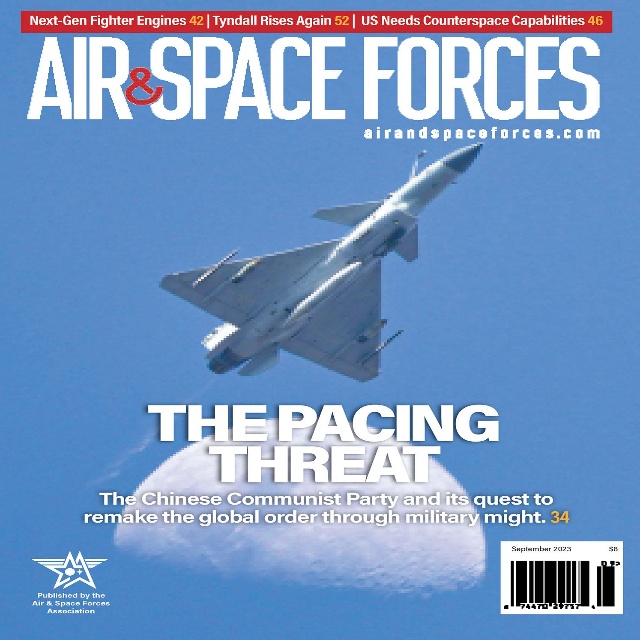 Next-Gen Fighter Engines 42 | Tyndall Rises Again 52 | US Needs Counterspace Capabilities 46
AIR&SPACE FORCES
airandspaceforces.com
THE PACING
THREAT
The Chinese Communist Party and its quest to
remake the global order through military might. 34
Published by the
Air & Space Forces
Association
September 2023 $8